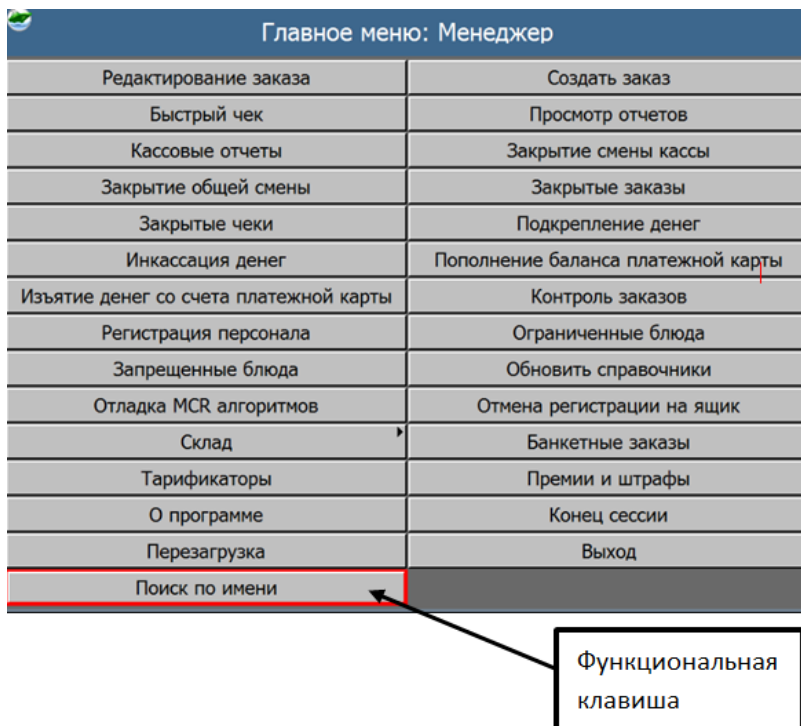 Главное меню: Менеджер
Редактирование заказа
Создать заказ
Быстрый чек
Просмотр отчетов
Кассовые отчеты
Закрытие смены кассы
Закрытие общей смены
Закрытые заказы
Закрытые чеки
Подкрепление денег
Инкассация денег
Пополнение баланса платежной карты
Изъятие денег со счета платежной карты
Контроль заказов
Регистрация персонала
Ограниченные блюда
Запрещенные блюда
Обновить справочники
Отладка MCR алгоритмов
Отмена регистрации на ящик
Склад
Банкетные заказы
Тарификаторы
Премии и штрафы
О программе
Конец сессии
Перезагрузка
Выход
Поиск по имени
Функциональная
клавиша